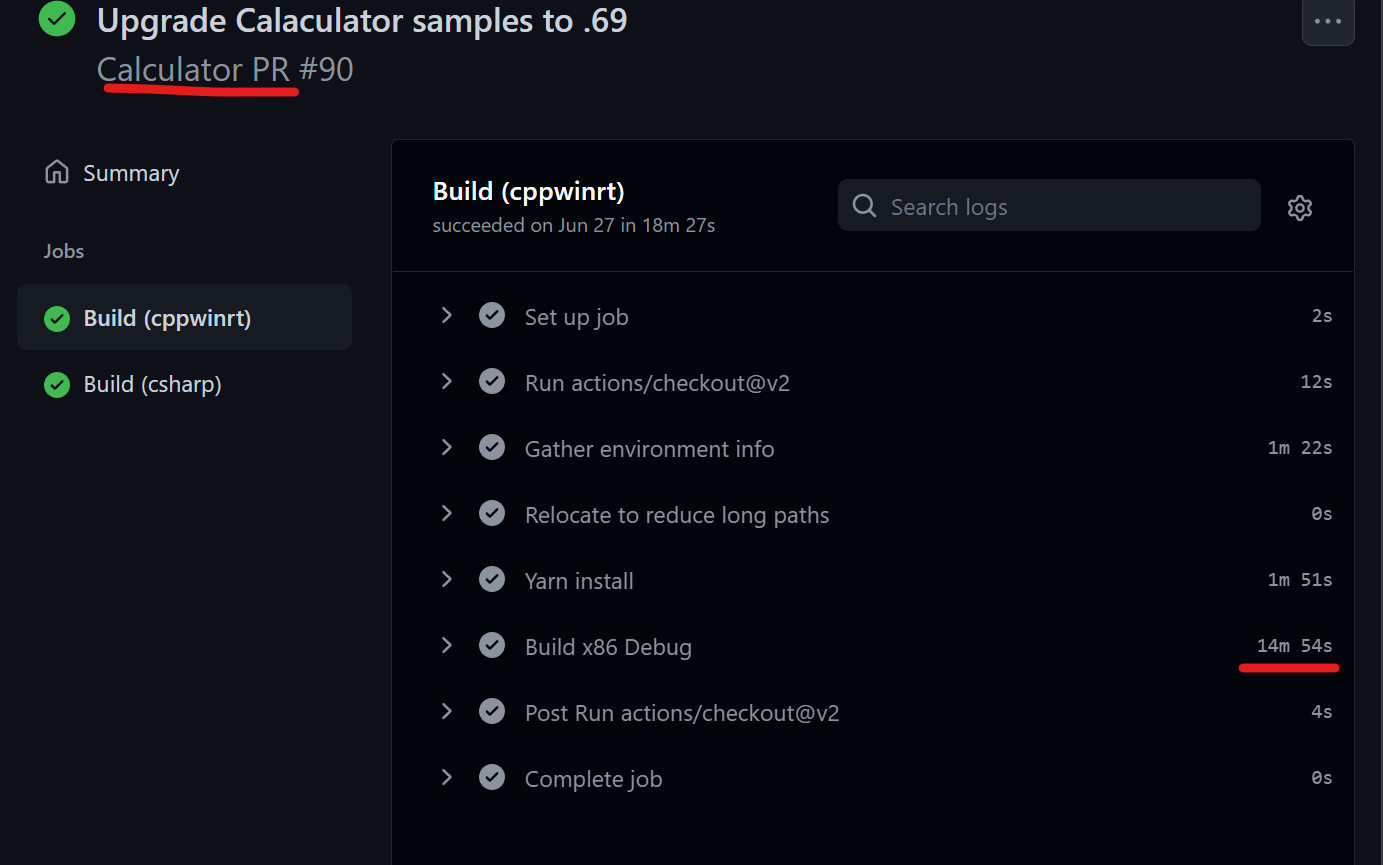 Upgrade Calaculator samples to .69
Calculator PR #90
Summary
Jobs
Build (cppwinrt)
Build (csharp)
Build (cppwinrt)
succeeded on Jun 27 in 18m 27s
Search logs
Set up job 2s
Run actions/checkout@v2 12s
Gather environment info 1m 22s
Relocate to reduce long paths 0s
Yarn install 1m 51s
Build x86 Debug 14m 54s
Post Run actions/checkout@v2 4s
Complete job 0s